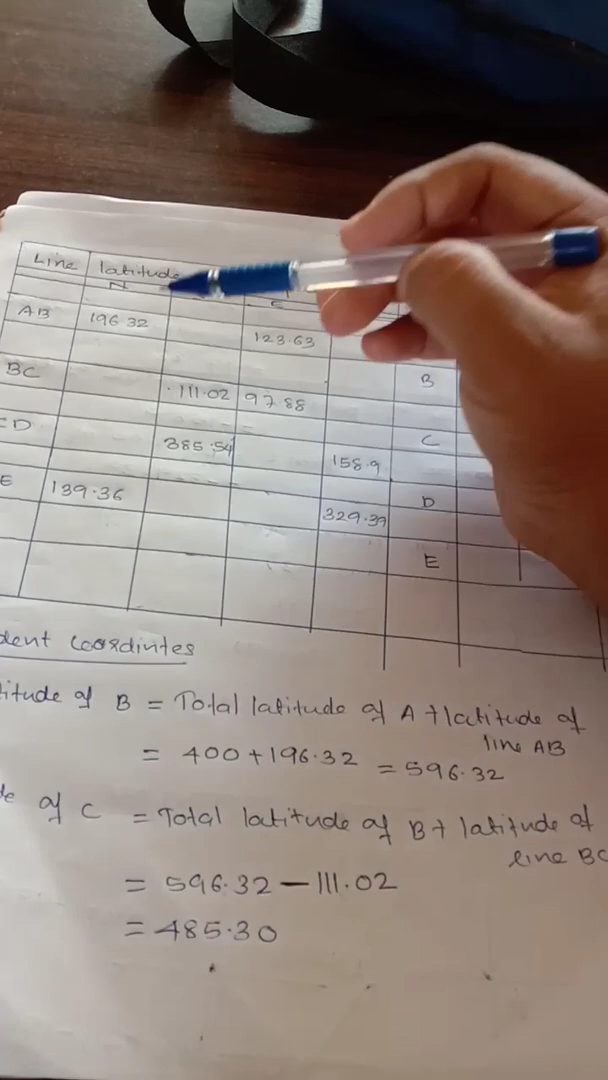 Line latitude
N E
AB 196.32 123.63
BC 111.02 97.88 B
385.54 158.9 C
139.36 329.39 D
E
Coordintes
of B = Total latitude of A + latitude of
line AB
= 400 + 196.32 = 596.32
of C = Total latitude of B + latitude of
line BC
= 596.32 - 111.02
= 485.30